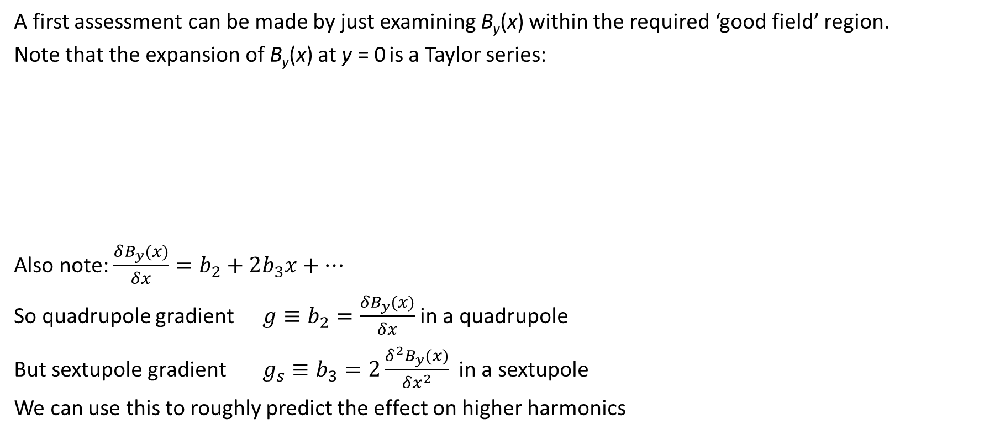 A first assessment can be made by just examining B_y(x) within the required ‘good field’ region.
Note that the expansion of B_y(x) at y = 0 is a Taylor series:
Also note: δB_y(x)/δx = b_2 + 2b_3x + ⋯
So quadrupole gradient g ≡ b_2 = δB_y(x)/δx in a quadrupole
But sextupole gradient g_s ≡ b_3 = 2 δ²B_y(x)/δx² in a sextupole
We can use this to roughly predict the effect on higher harmonics